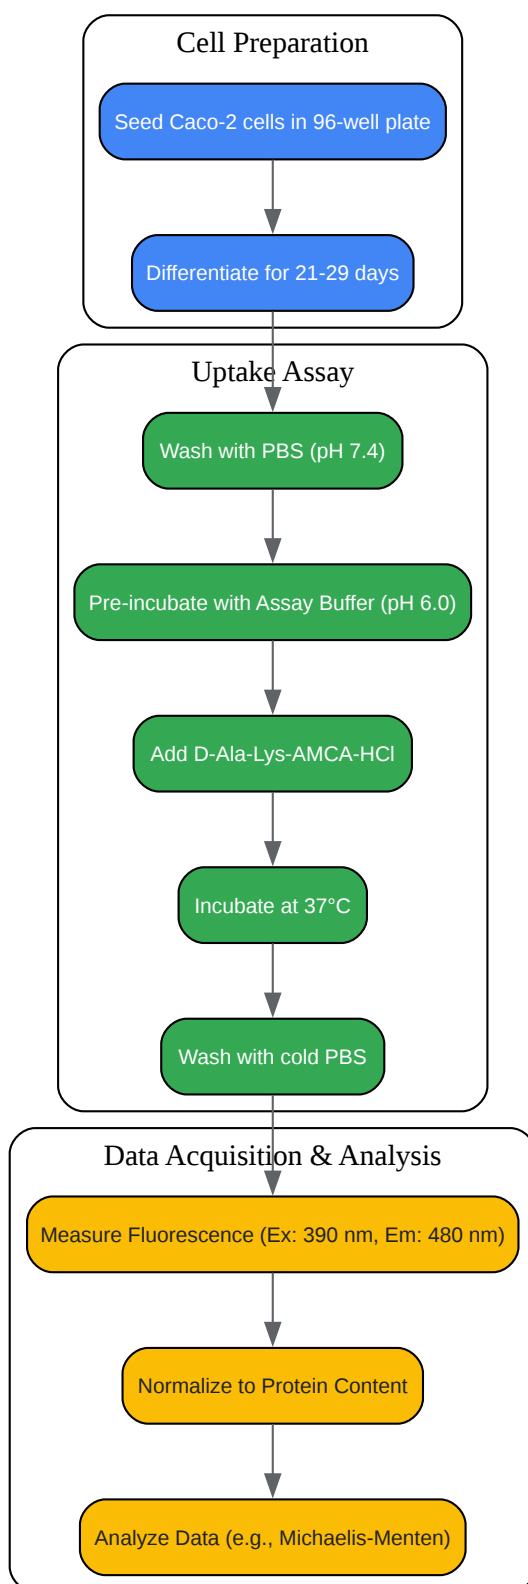 Cell Preparation
Seed Caco-2 cells in 96-well plate
Differentiate for 21-29 days
Uptake Assay
Wash with PBS (pH 7.4)
Pre-incubate with Assay Buffer (pH 6.0)
Add D-Ala-Lys-AMCA-HCl
Incubate at 37°C
Wash with cold PBS
Data Acquisition & Analysis
Measure Fluorescence (Ex: 390 nm, Em: 480 nm)
Normalize to Protein Content
Analyze Data (e.g., Michaelis-Menten)